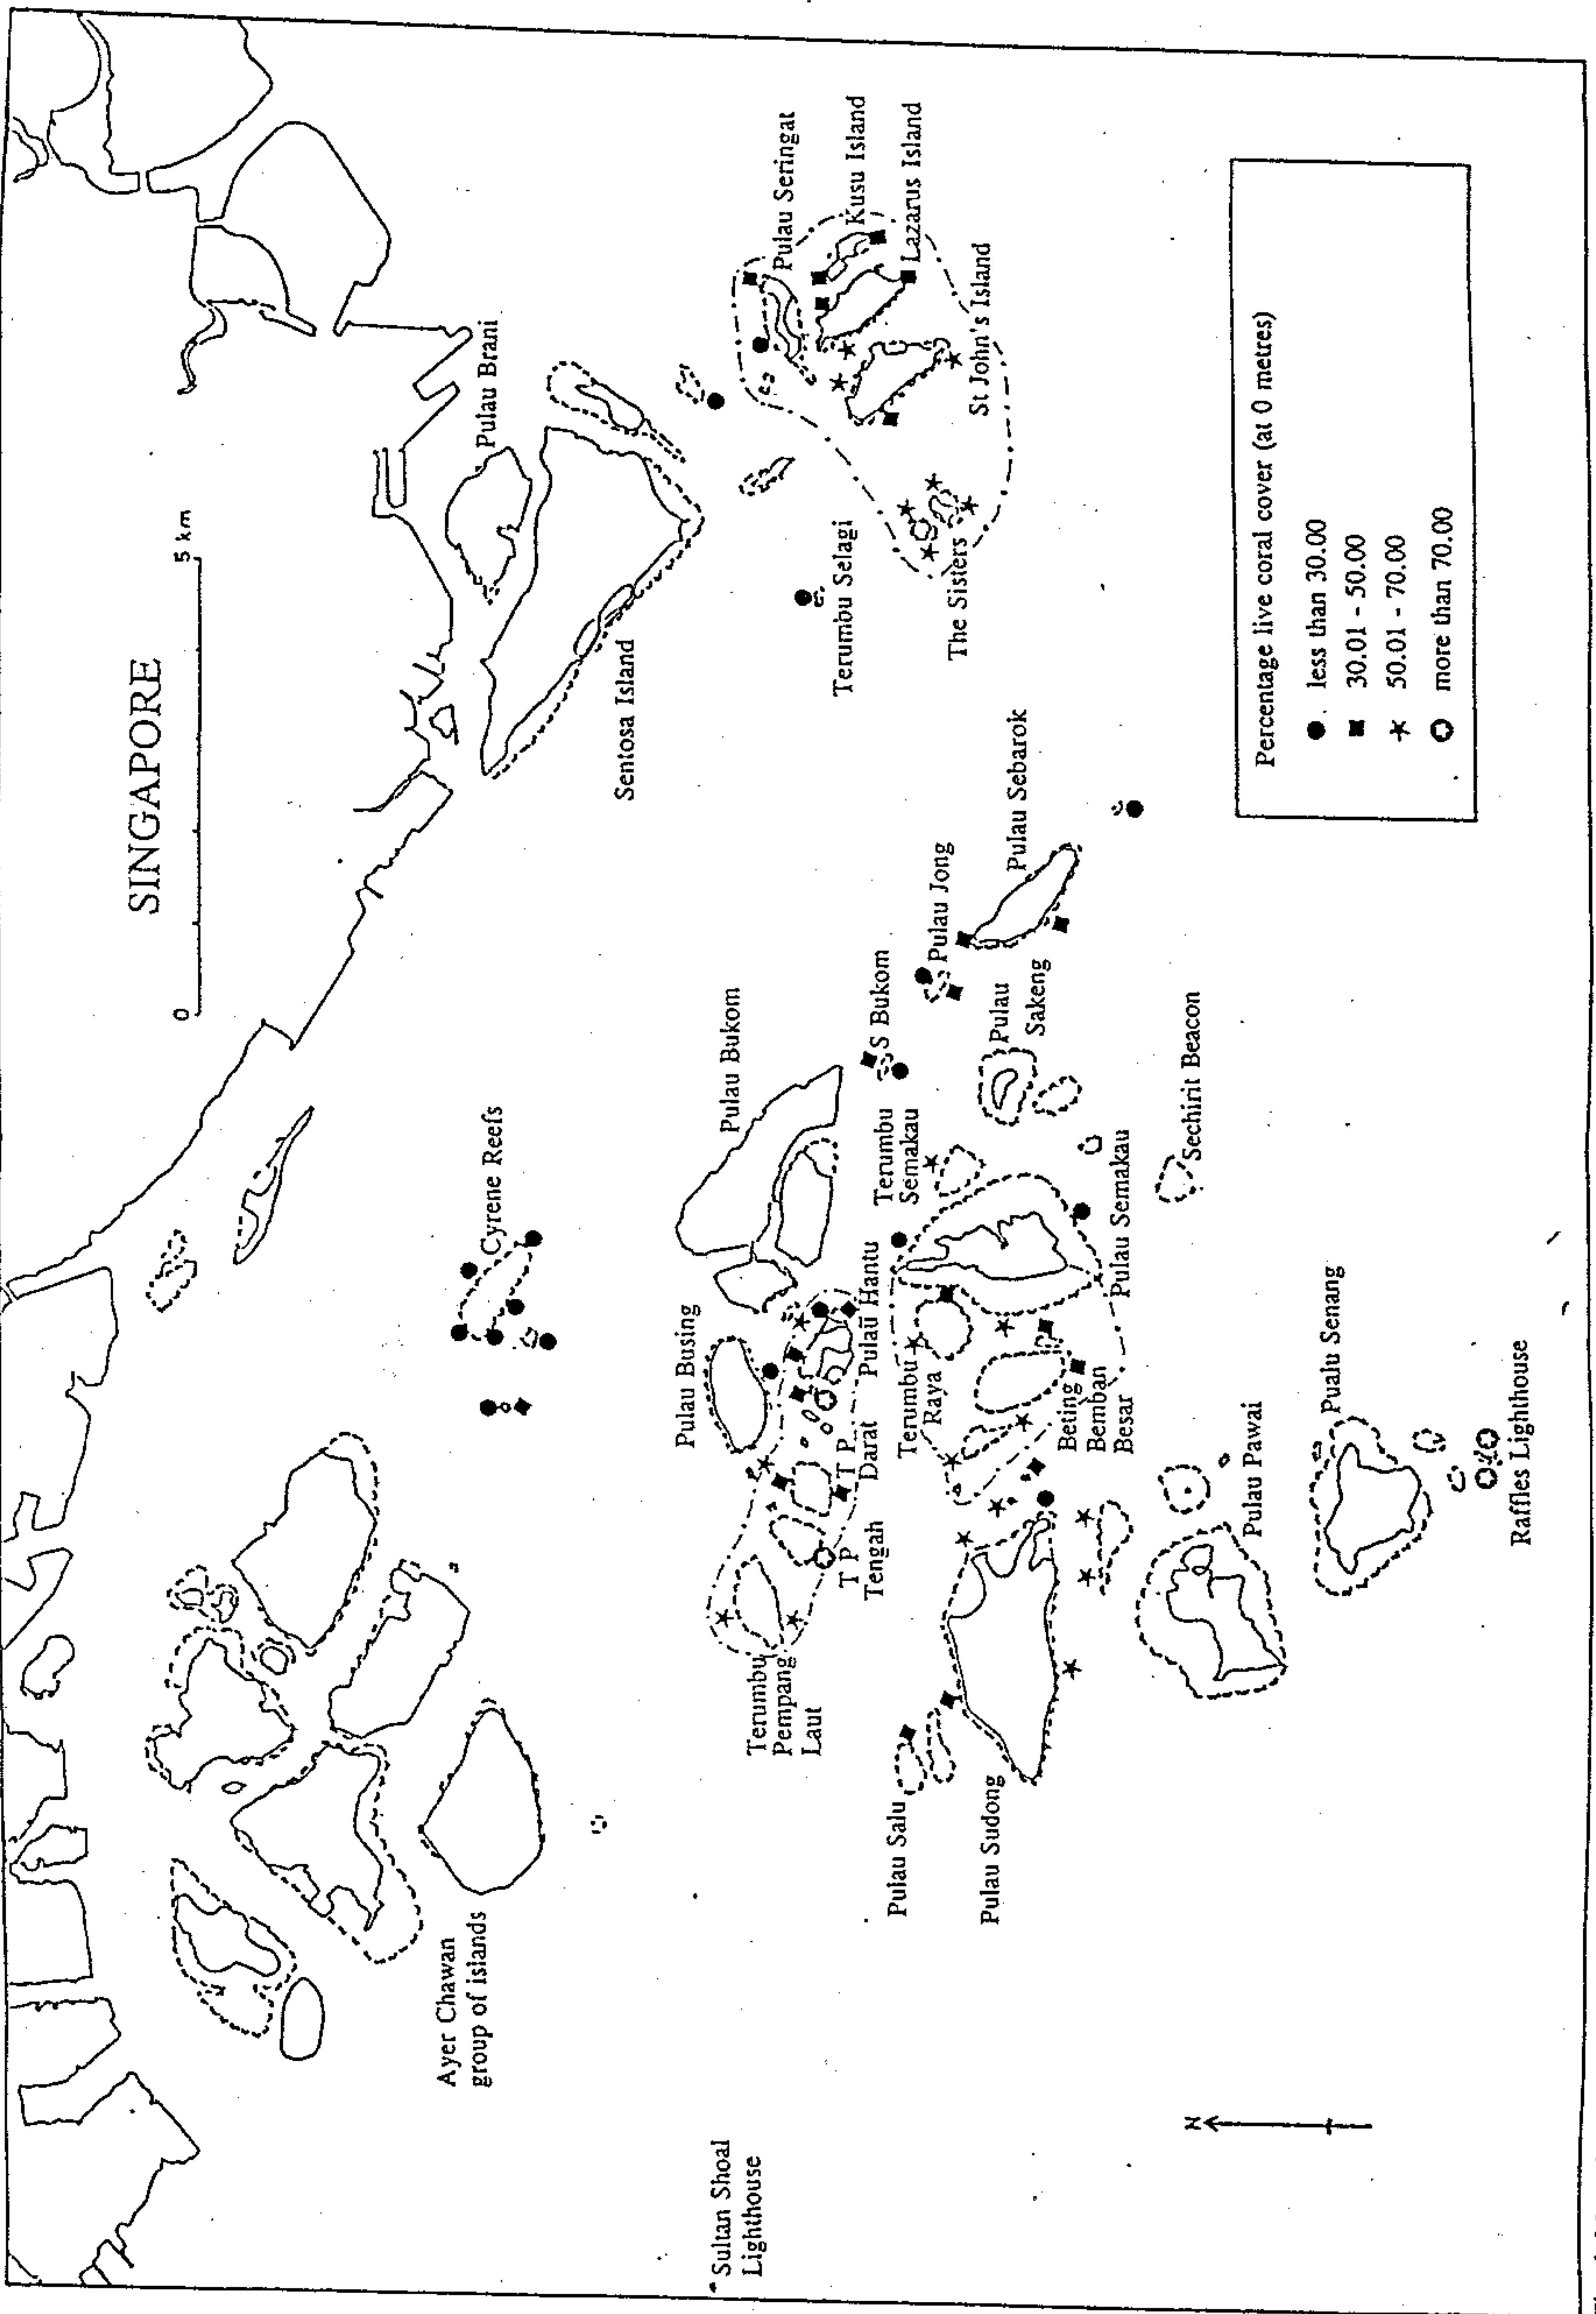 SINGAPORE
0
5 km
Pulau Brani
Sentosa Island
Cyrene Reefs
Ayer Chawan
group of islands
Sultan Shoal
Lighthouse
Pulau Seringat
Kusu Island
Lazarus Island
St John's Island
Terumbu Selagi
The Sisters
Pulau Bukom
S Bukom
Pulau Jong
Pulau Sebarok
Pulau
Sakeng
Terumbu
Semakau
Pulau Busing
Pulau Hantu
T P
Darat
T P
Tengah
Terumbu
Pempang
Laut
Terumbu
Raya
Pulau Semakau
Sechirit Beacon
Beting
Bemban
Besar
Pulau Salu
Pulau Sudong
Pulau Pawai
Pualu Senang
Raffles Lighthouse
N
Percentage live coral cover (at 0 metres)
less than 30.00
30.01 - 50.00
50.01 - 70.00
more than 70.00